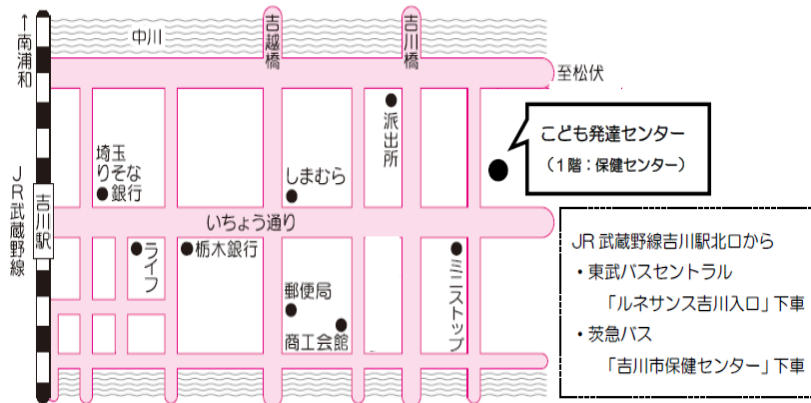 ←南浦和
中川
吉越橋
吉川橋
至松伏
派出所
こども発達センター
（1階：保健センター）
埼玉
りそな
銀行
しまむら
JR武蔵野線
吉川駅
いちょう通り
ライフ
栃木銀行
郵便局
商工会館
ミニストップ
JR武蔵野線吉川駅北口から
・東武バスセントラル
「ルネサンス吉川入口」下車
・茨急バス
「吉川市保健センター」下車